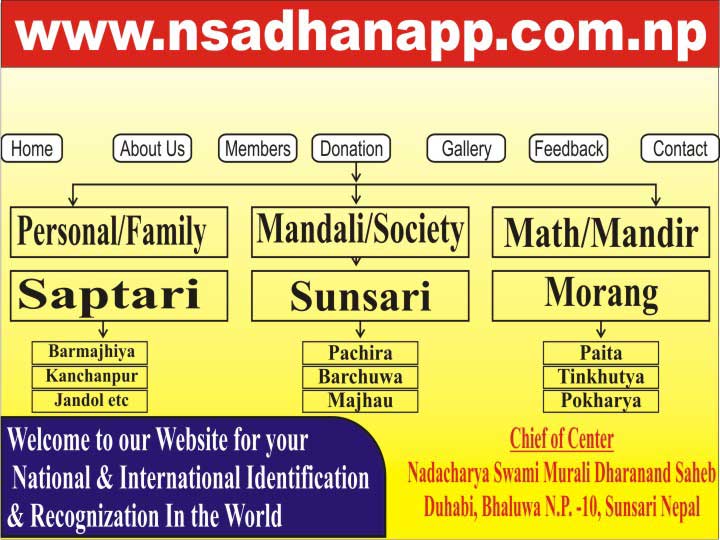 www.nsadhanapp.com.np
Home About Us Members Donation Gallery Feedback Contact
Personal/Family Mandali/Society Math/Mandir
Saptari Sunsari Morang
Barmajhiya Pachira Paita
Kanchanpur Barchuwa Tinkhutya
Jandol etc Majhau Pokharya
Welcome to our Website for your
National & International Identification
& Recognization In the World
Chief of Center
Nadacharya Swami Murali Dharanand Saheb
Duhabi, Bhaluwa N.P. -10, Sunsari Nepal